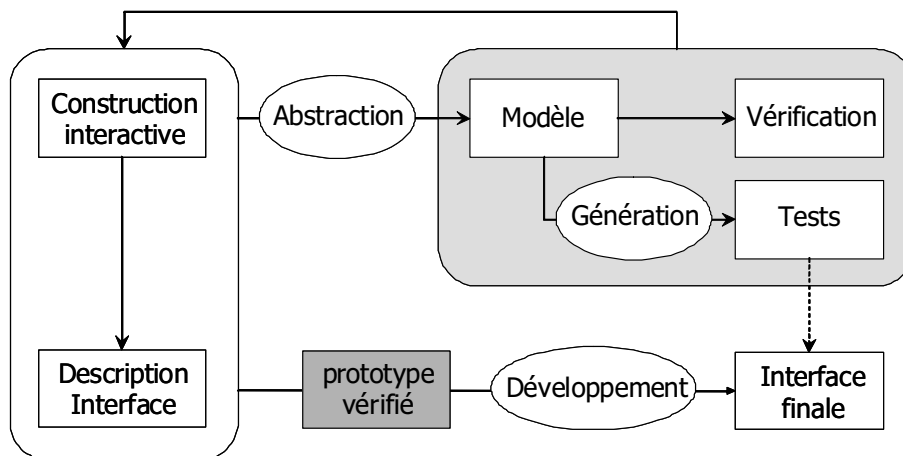 Construction
interactive
Abstraction
Modèle
Vérification
Génération
Tests
Description
Interface
prototype
vérifié
Développement
Interface
finale